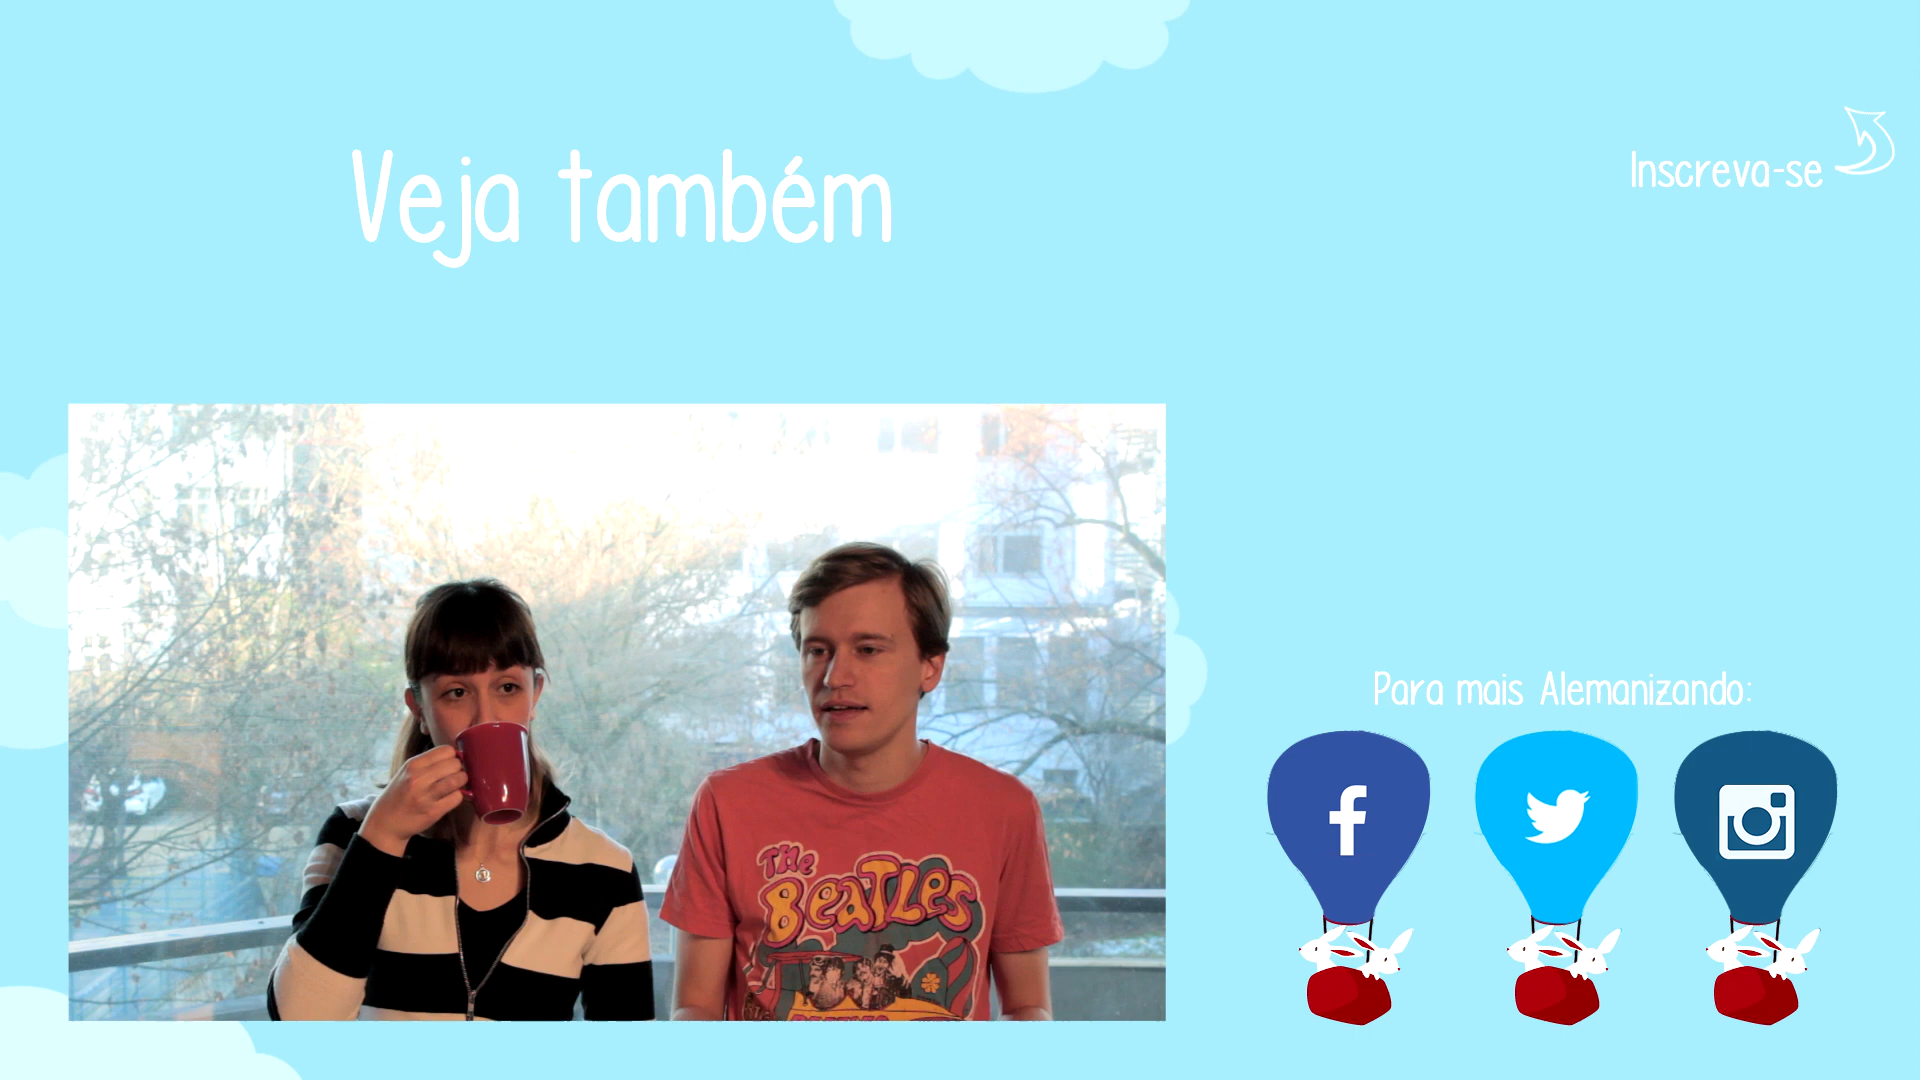 Veja também
Inscreva-se
Para mais Alemanizando:
THe
BeaTLes